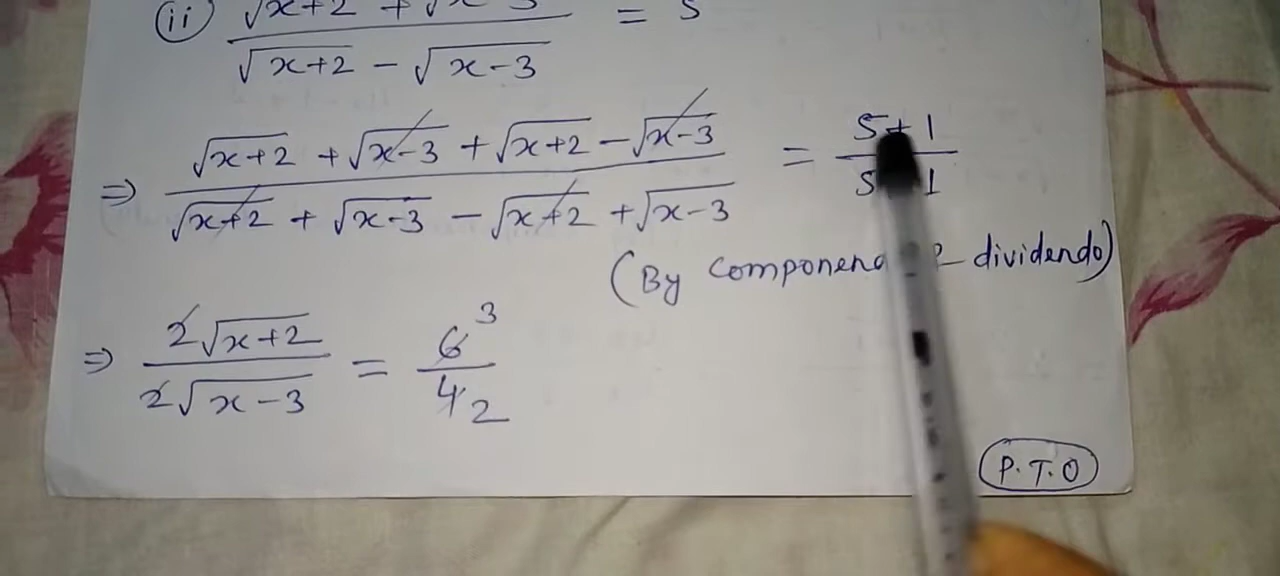 (ii) √x+2 + √x-3 / √x+2 - √x-3 = 5
⇒ √x+2 + √x-3 + √x+2 - √x-3 / √x+2 + √x-3 - √x+2 + √x-3 = 5+1 / 5 1
(By dividendo)
⇒ 2√x+2 / 2√x-3 = 6 3 / 4 2
P.T.O